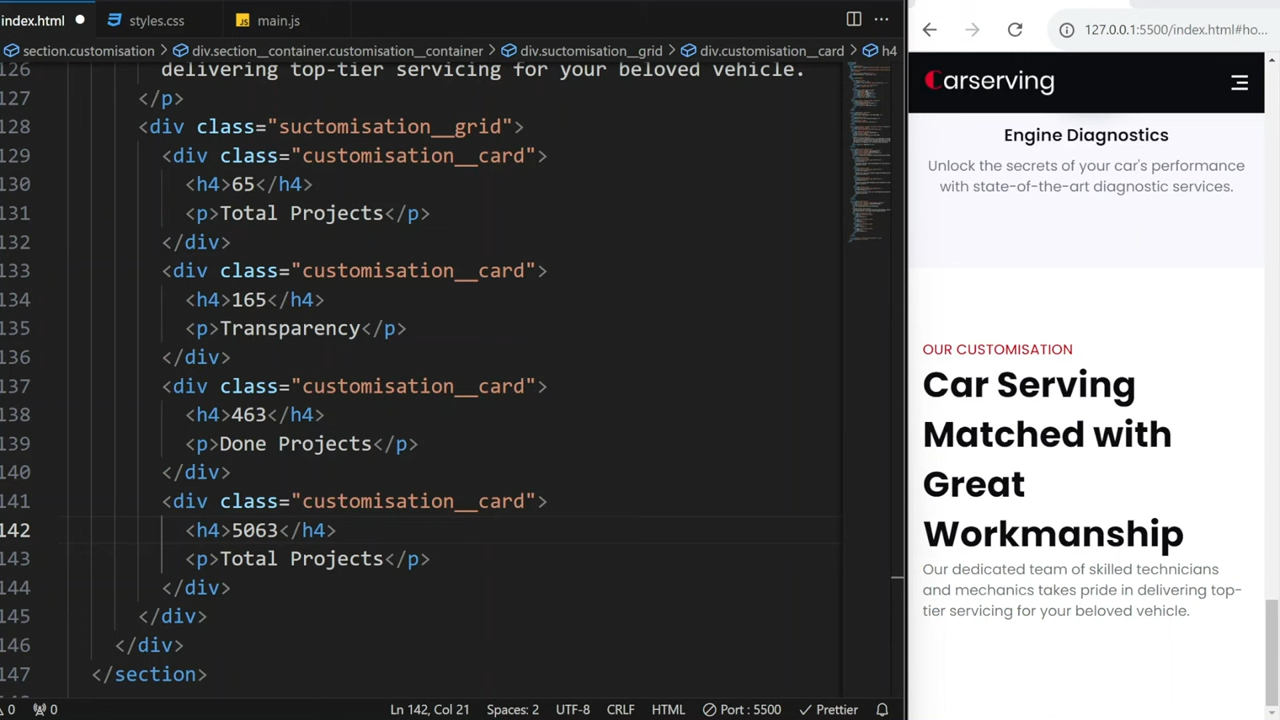 index.html
styles.css
JS main.js
section.customisation > div.section__container.customisation__container > div.suctomisation__grid > div.customisation__card > h4
126 delivering top-tier servicing for your beloved vehicle.
127 </p>
128 <div class="suctomisation__grid">
129 <div class="customisation__card">
130 <h4>65</h4>
131 <p>Total Projects</p>
132 </div>
133 <div class="customisation__card">
134 <h4>165</h4>
135 <p>Transparency</p>
136 </div>
137 <div class="customisation__card">
138 <h4>463</h4>
139 <p>Done Projects</p>
140 </div>
141 <div class="customisation__card">
142 <h4>5063</h4>
143 <p>Total Projects</p>
144 </div>
145 </div>
146 </div>
147 </section>
0 0 Ln 142, Col 21 Spaces: 2 UTF-8 CRLF HTML Port : 5500 Prettier
127.0.0.1:5500/index.html#ho...
Carserving
Engine Diagnostics
Unlock the secrets of your car's performance
with state-of-the-art diagnostic services.
OUR CUSTOMISATION
Car Serving
Matched with
Great
Workmanship
Our dedicated team of skilled technicians
and mechanics takes pride in delivering top-
tier servicing for your beloved vehicle.